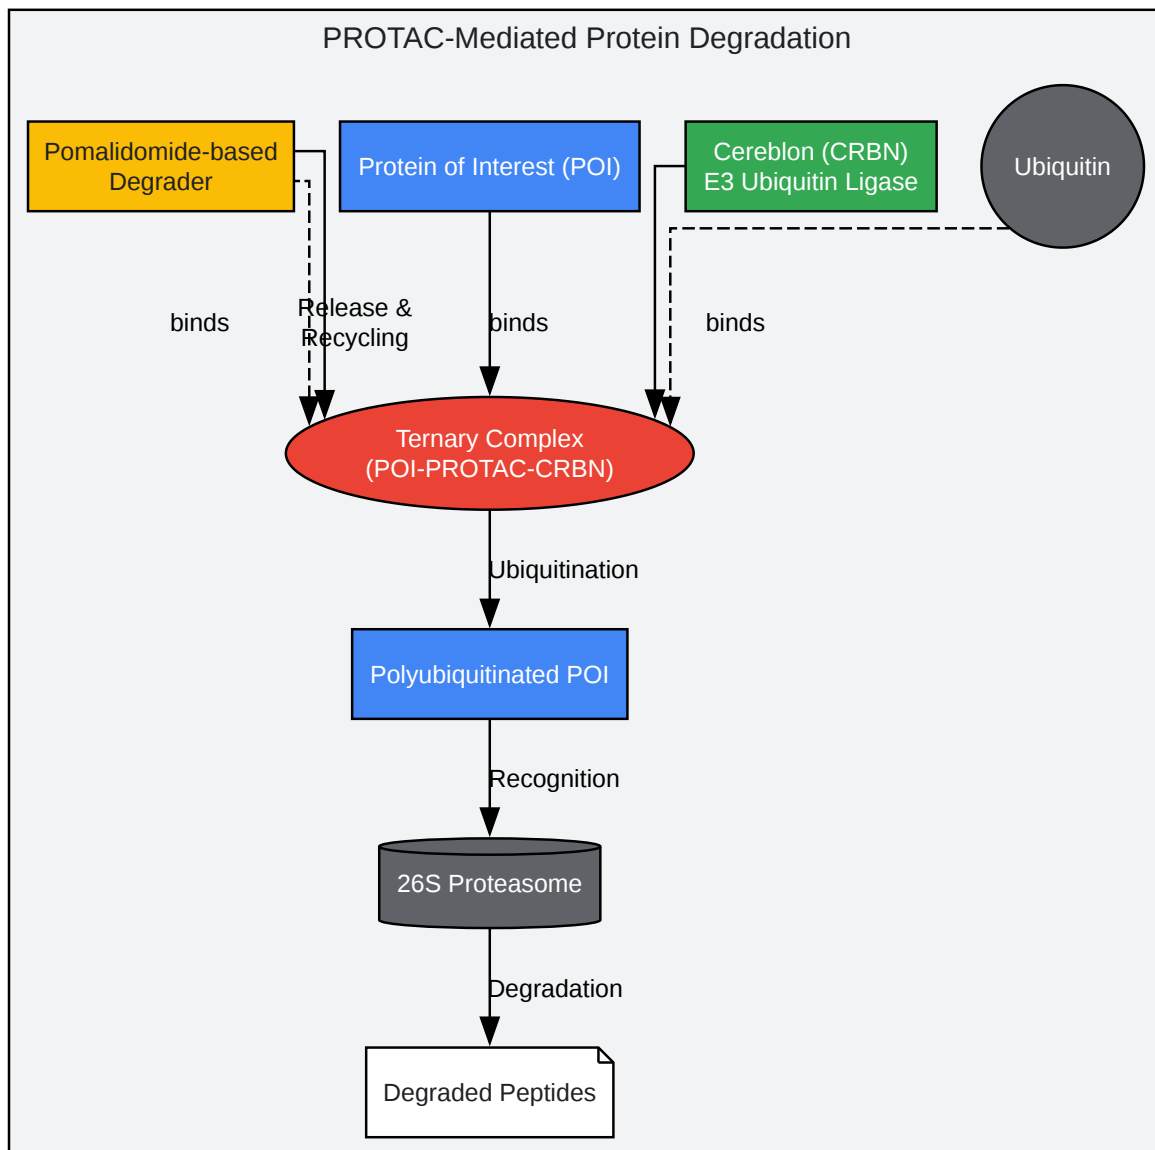 PROTAC-Mediated Protein Degradation
Pomalidomide-based
Degrader
Protein of Interest (POI)
Cereblon (CRBN)
E3 Ubiquitin Ligase
Ubiquitin
binds
Release &
Recycling
binds
binds
Ternary Complex
(POI-PROTAC-CRBN)
Ubiquitination
Polyubiquitinated POI
Recognition
26S Proteasome
Degradation
Degraded Peptides